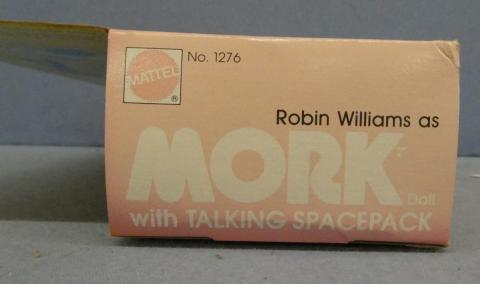 MATTEL ®
No. 1276
Robin Williams as
MORK Doll
with TALKING SPACEPACK